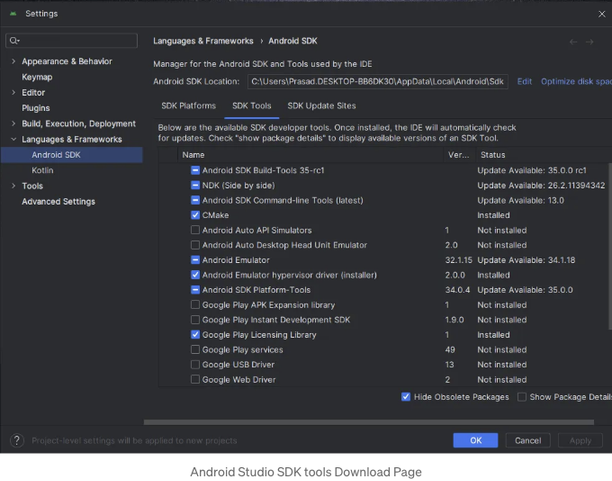 Settings
Languages & Frameworks › Android SDK
Appearance & Behavior
Keymap
Editor
Plugins
Build, Execution, Deployment
Languages & Frameworks
Android SDK
Kotlin
Tools
Advanced Settings
Manager for the Android SDK and Tools used by the IDE
Android SDK Location: C:\Users\Prasad.DESKTOP-BB6DK30\AppData\Local\Android\Sdk Edit Optimize disk spac
SDK Platforms SDK Tools SDK Update Sites
Below are the available SDK developer tools. Once installed, the IDE will automatically check
for updates. Check "show package details" to display available versions of an SDK Tool.
Name Ver... Status
Android SDK Build-Tools 35-rc1 Update Available: 35.0.0 rc1
NDK (Side by side) Update Available: 26.2.11394342
Android SDK Command-line Tools (latest) Update Available: 13.0
CMake Installed
Android Auto API Simulators 1 Not installed
Android Auto Desktop Head Unit Emulator 2.0 Not installed
Android Emulator 32.1.15 Update Available: 34.1.18
Android Emulator hypervisor driver (installer) 2.0.0 Installed
Android SDK Platform-Tools 34.0.4 Update Available: 35.0.0
Google Play APK Expansion library 1 Not installed
Google Play Instant Development SDK 1.9.0 Not installed
Google Play Licensing Library 1 Installed
Google Play services 49 Not installed
Google USB Driver 13 Not installed
Google Web Driver 2 Not installed
Hide Obsolete Packages Show Package Details
? Project-level settings will be applied to new projects
OK Cancel Apply
Android Studio SDK tools Download Page